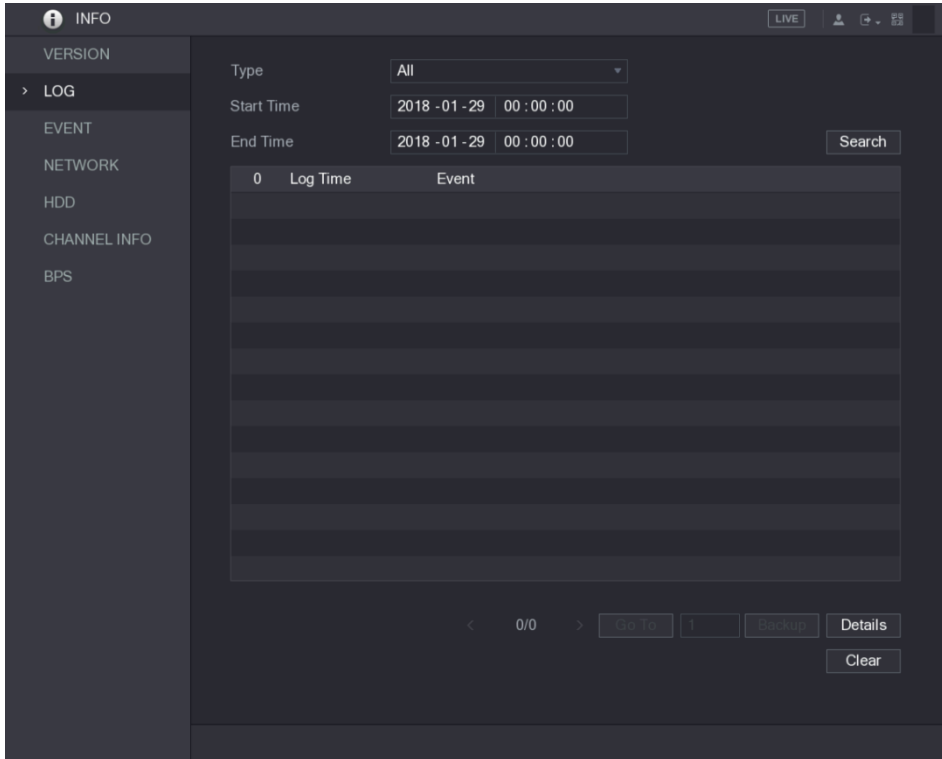 INFO
LIVE
VERSION
LOG
EVENT
NETWORK
HDD
CHANNEL INFO
BPS
Type All
Start Time 2018 -01 -29 00 : 00 : 00
End Time 2018 -01 -29 00 : 00 : 00 Search
0 Log Time Event
0/0 Go To 1 Backup Details
Clear